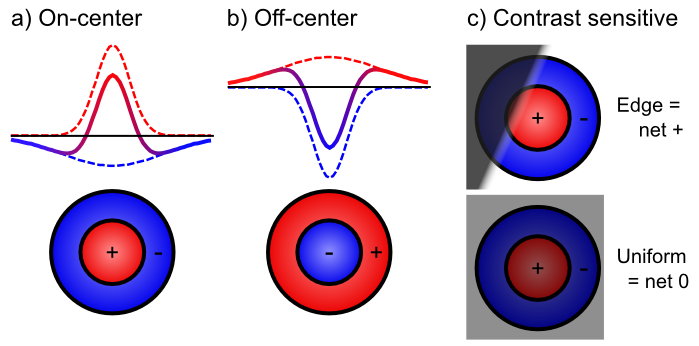 a) On-center
b) Off-center
c) Contrast sensitive
+ -
Edge =
net +
+ -
- +
+ -
Uniform
= net 0